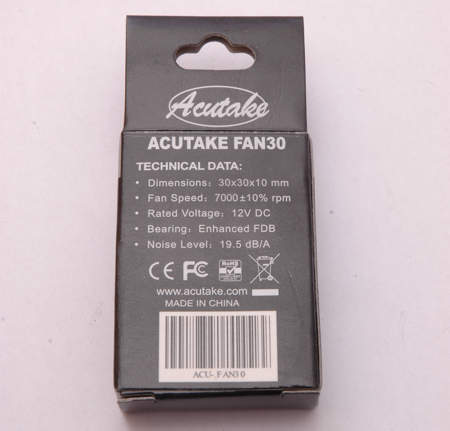 Acutake
ACUTAKE FAN30
TECHNICAL DATA:
• Dimensions: 30x30x10 mm
• Fan Speed: 7000±10% rpm
• Rated Voltage: 12V DC
• Bearing: Enhanced FDB
• Noise Level: 19.5 dB/A
CE FC RoHS
www.acutake.com
MADE IN CHINA
ACU-FAN30